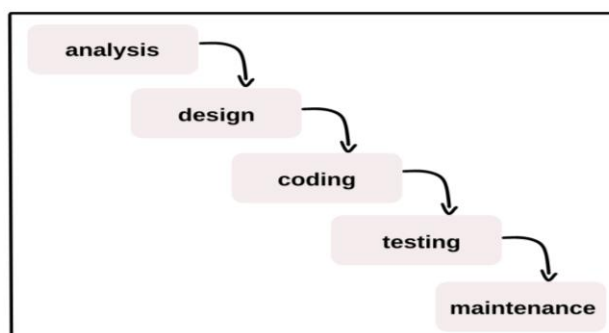 analysis
design
coding
testing
maintenance